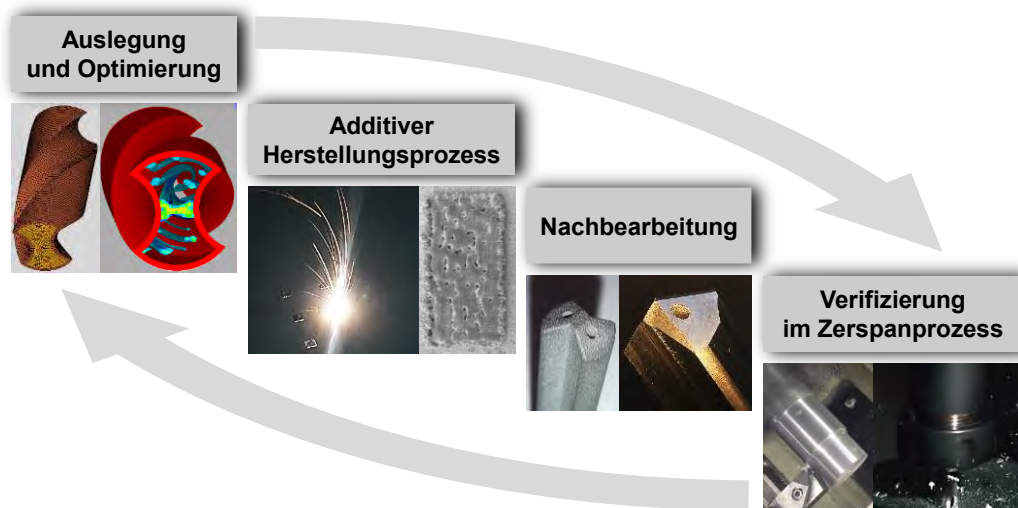 Auslegung
und Optimierung
Additiver
Herstellungsprozess
Nachbearbeitung
Verifizierung
im Zerspanprozess